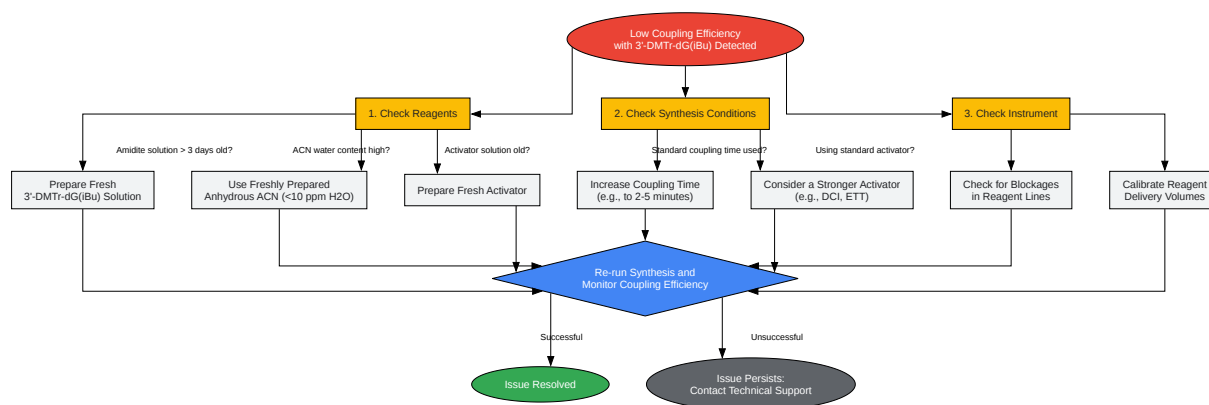 Low Coupling Efficiency
with 3'-DMTr-dG(iBu) Detected
1. Check Reagents
2. Check Synthesis Conditions
3. Check Instrument
Amidite solution > 3 days old?
ACN water content high?
Activator solution old?
Standard coupling time used?
Using standard activator?
Prepare Fresh
3'-DMTr-dG(iBu) Solution
Use Freshly Prepared
Anhydrous ACN (<10 ppm H2O)
Prepare Fresh Activator
Increase Coupling Time
(e.g., to 2-5 minutes)
Consider a Stronger Activator
(e.g., DCI, ETT)
Check for Blockages
in Reagent Lines
Calibrate Reagent
Delivery Volumes
Re-run Synthesis and
Monitor Coupling Efficiency
Successful
Unsuccessful
Issue Resolved
Issue Persists:
Contact Technical Support